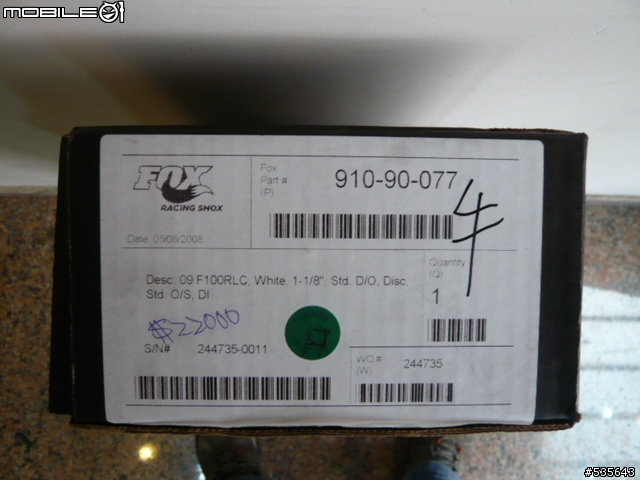 MOBILE01
FOX
RACING SHOX
Date: 05/08/2008
Fox
Part #
(P)
910-90-077
4
Desc: 09 F100RLC, White, 1-1/8", Std. D/O, Disc,
Std. O/S, DI
Quantity
(Q)
1
$22000
S/N# 244735-0011
WO #
(W)
244735
#535643